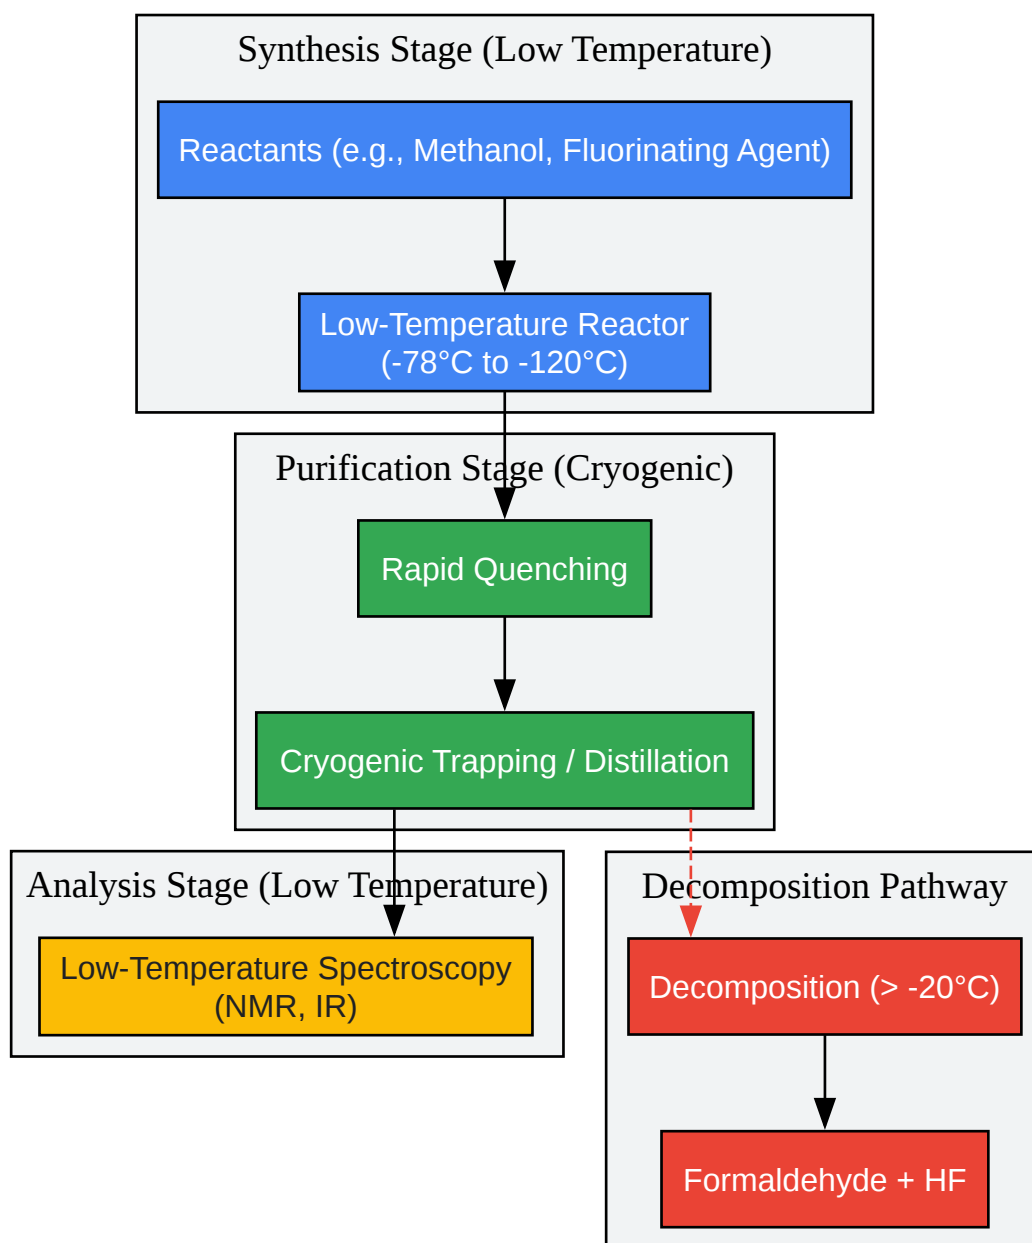 Synthesis Stage (Low Temperature)
Reactants (e.g., Methanol, Fluorinating Agent)
Low-Temperature Reactor
(-78°C to -120°C)
Purification Stage (Cryogenic)
Rapid Quenching
Cryogenic Trapping / Distillation
Analysis Stage (Low Temperature)
Low-Temperature Spectroscopy
(NMR, IR)
Decomposition Pathway
Decomposition (> -20°C)
Formaldehyde + HF